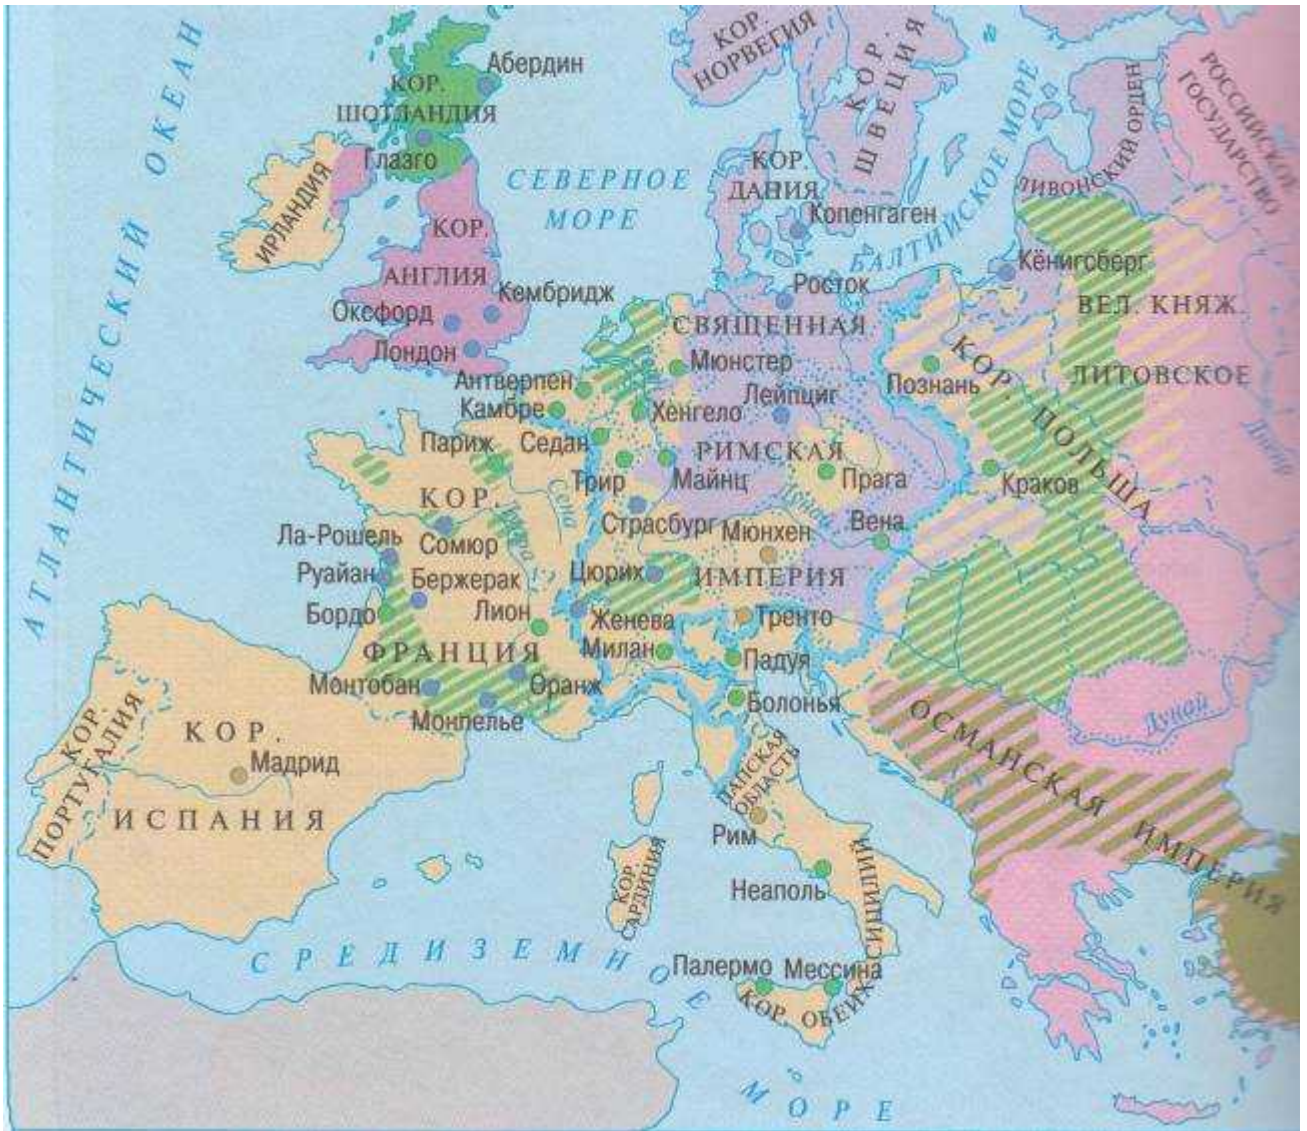 АТЛАНТИЧЕСКИЙ ОКЕАН
КОР.
НОРВЕГИЯ
КОР.
ШВЕЦИЯ
РОССИЙСКОЕ
ГОСУДАРСТВО
Абердин
КОР.
ШОТЛАНДИЯ
Глазго
ИРЛАНДИЯ
СЕВЕРНОЕ
МОРЕ
КОР.
ДАНИЯ
Копенгаген
БАЛТИЙСКОЕ МОРЕ
ЛИВОНСКИЙ ОРДЕН
КОР.
АНГЛИЯ
Кембридж
Оксфорд
Лондон
Росток
Кёнигсберг
СВЯЩЕННАЯ
ВЕЛ. КНЯЖ.
ЛИТОВСКОЕ
Мюнстер
Антверпен
Камбре
Хенгело
Лейпциг
Познань
КОР. ПОЛЬША
Париж
Седан
РИМСКАЯ
Трир
Майнц
Прага
Краков
Днепр
КОР.
Сена
Луара
Дунай
Страсбург
Мюнхен
Вена
Ла-Рошель
Сомюр
Руайан
Бержерак
Цюрих
ИМПЕРИЯ
Бордо
Лион
Женева
Тренто
ФРАНЦИЯ
Милан
Падуя
Монтобан
Оранж
Болонья
Монпелье
Дунай
КОР.
ПОРТУГАЛИЯ
КОР.
Мадрид
ИСПАНИЯ
ПАПСКАЯ
ОБЛАСТЬ
Рим
ОСМАНСКАЯ ИМПЕРИЯ
КОР.
САРДИНИЯ
Неаполь
Палермо
Мессина
КОР. ОБЕИХ СИЦИЛИЙ
СРЕДИЗЕМНОЕ
МОРЕ